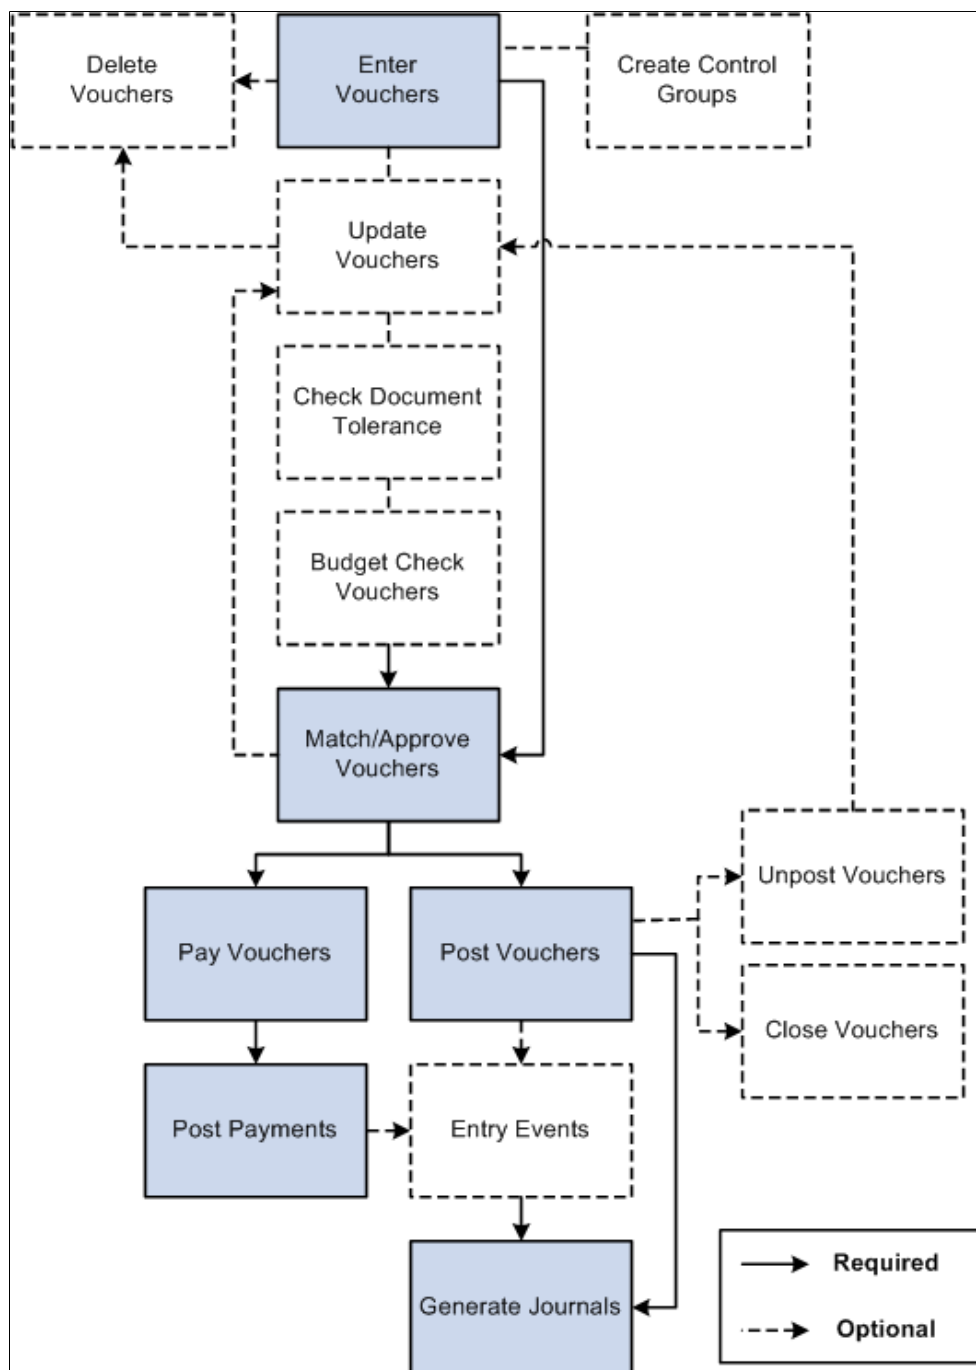 Delete
Vouchers
Enter
Vouchers
Create Control
Groups
Update
Vouchers
Check Document
Tolerance
Budget Check
Vouchers
Match/Approve
Vouchers
Unpost Vouchers
Pay Vouchers
Post Vouchers
Close Vouchers
Post Payments
Entry Events
Generate Journals
Required
Optional